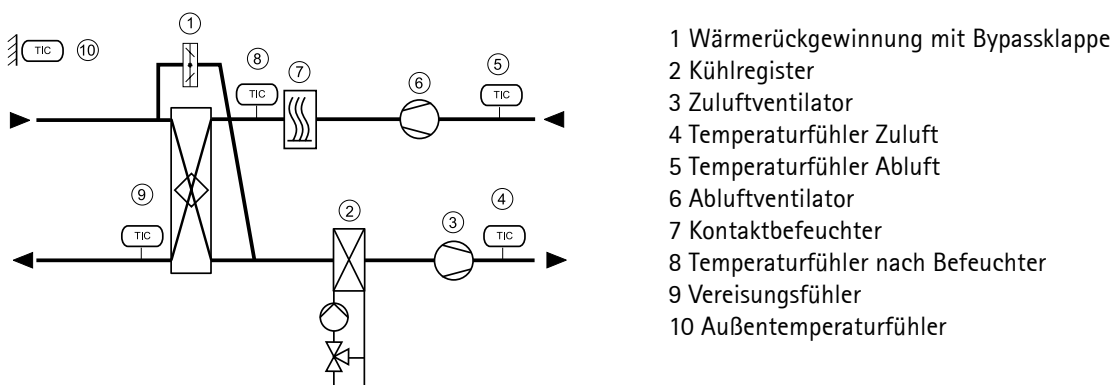 1
TIC 10
8
7
5
6
TIC
TIC
9
2
3
4
TIC
TIC
1 Wärmerückgewinnung mit Bypassklappe
2 Kühlregister
3 Zuluftventilator
4 Temperaturfühler Zuluft
5 Temperaturfühler Abluft
6 Abluftventilator
7 Kontaktbefeuchter
8 Temperaturfühler nach Befeuchter
9 Vereisungsfühler
10 Außentemperaturfühler